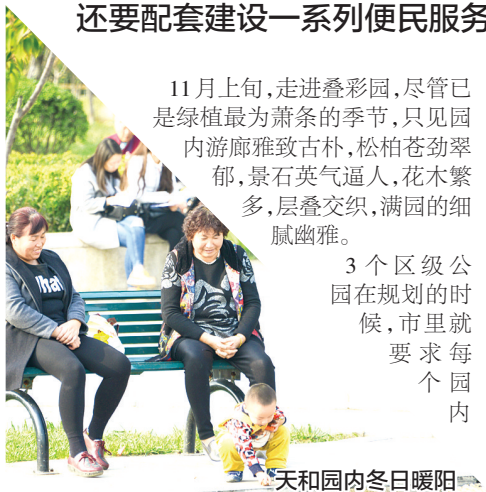 还要配套建设一系列便民服务
11月上旬,走进叠彩园,尽管已
是绿植最为萧条的季节,只见园
内游廊雅致古朴,松柏苍劲翠
郁,景石英气逼人,花木繁
多,层叠交织,满园的细
腻幽雅。
3个区级公
园在规划的时
候,市里就
要求每
个园
内
What
天和园内冬日暖阳